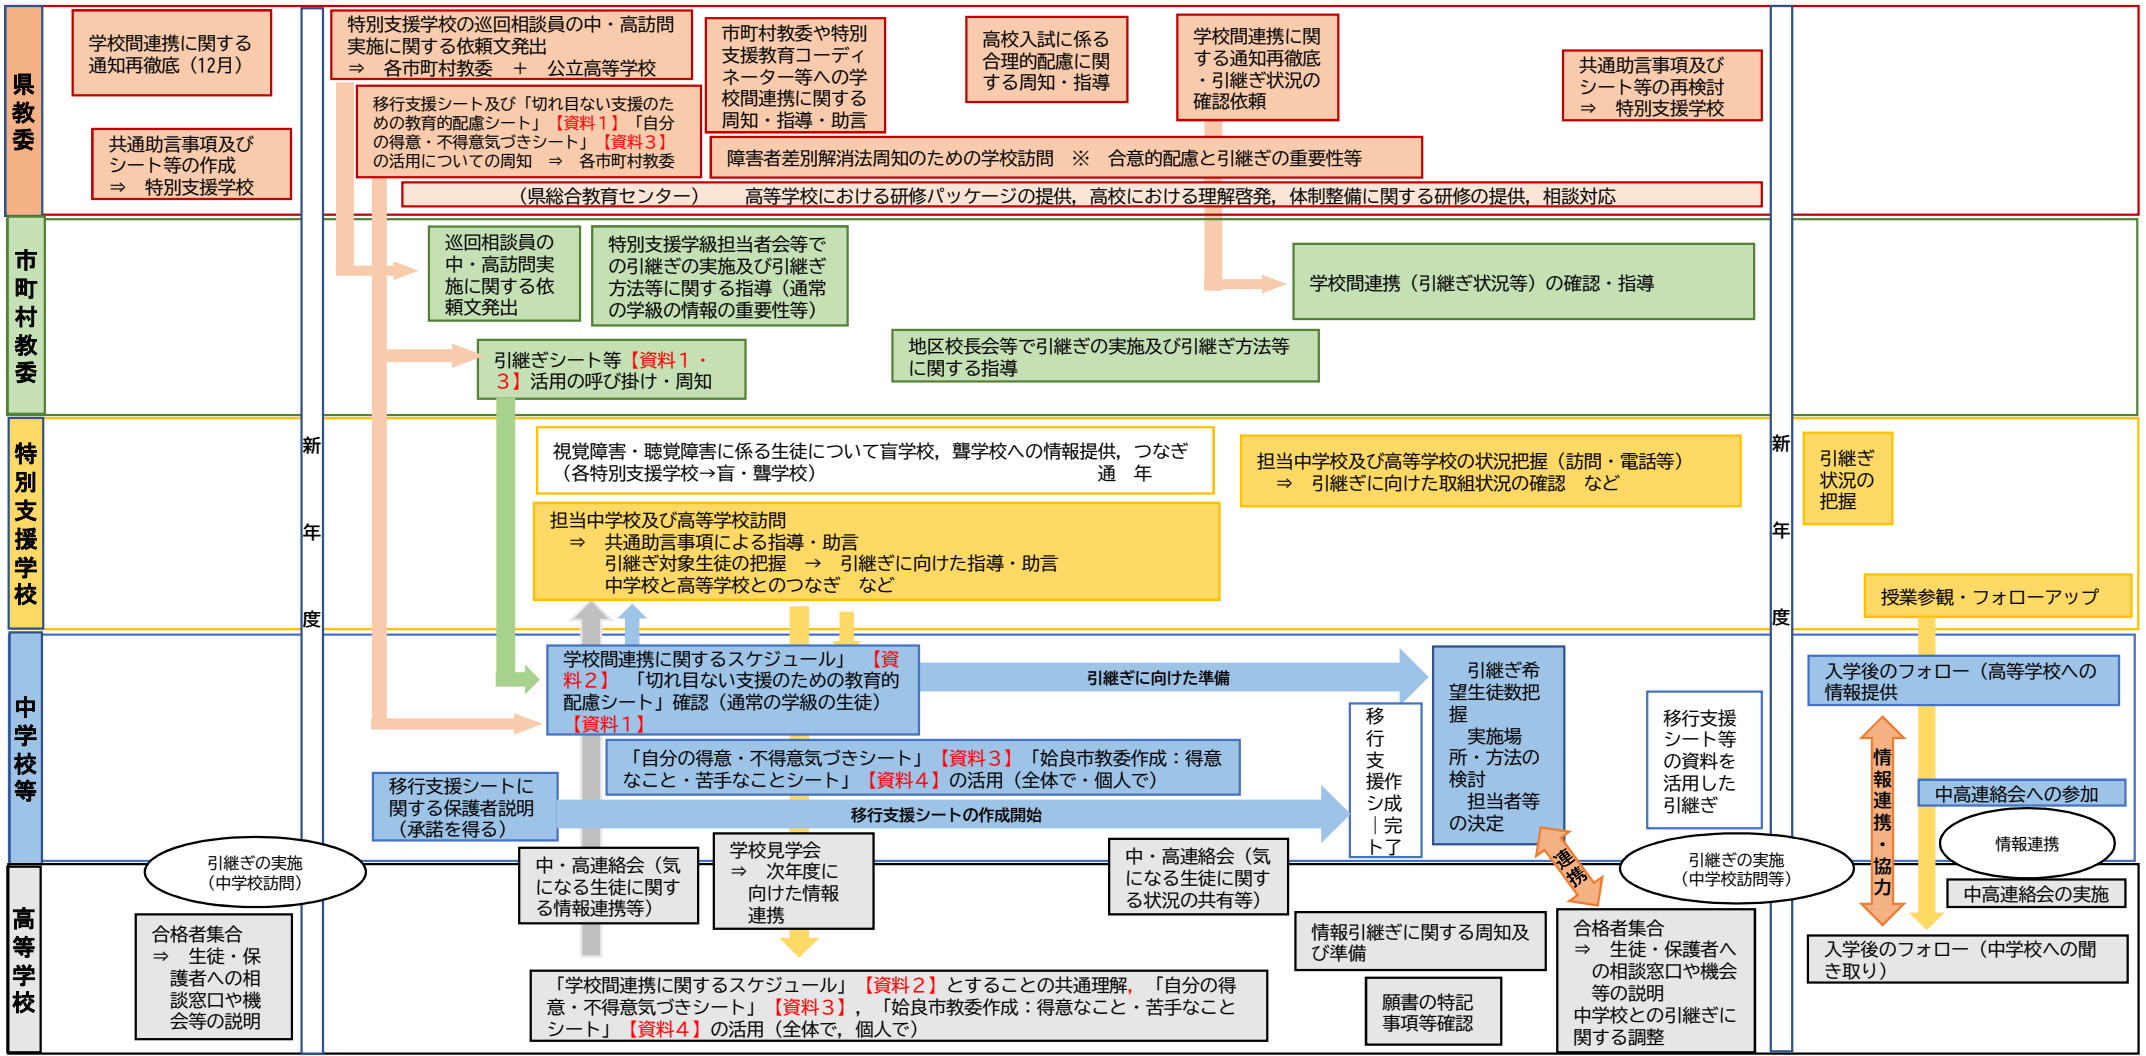 県教委
学校間連携に関する
通知再徹底（12月）
共通助言事項及び
シート等の作成
⇒　特別支援学校
特別支援学校の巡回相談員の中・高訪問
実施に関する依頼文発出
⇒　各市町村教委　＋　公立高等学校
移行支援シート及び「切れ目ない支援のた
めの教育的配慮シート」【資料１】「自分
の得意・不得意気づきシート」【資料３】
の活用についての周知　⇒　各市町村教委
市町村教委や特別
支援教育コーディ
ネーター等への学
校間連携に関する
周知・指導・助言
高校入試に係る
合理的配慮に関
する周知・指導
学校間連携に関
する通知再徹底
・引継ぎ状況の
確認依頼
共通助言事項及び
シート等の再検討
⇒　特別支援学校
障害者差別解消法周知のための学校訪問　※　合意的配慮と引継ぎの重要性等
（県総合教育センター）　　高等学校における研修パッケージの提供，高校における理解啓発，体制整備に関する研修の提供，相談対応
市町村教委
巡回相談員の
中・高訪問実
施に関する依
頼文発出
特別支援学級担当者会等で
の引継ぎの実施及び引継ぎ
方法等に関する指導（通常
の学級の情報の重要性等）
学校間連携（引継ぎ状況等）の確認・指導
引継ぎシート等【資料１・
３】活用の呼び掛け・周知
地区校長会等で引継ぎの実施及び引継ぎ方法等
に関する指導
特別支援学校
新年度
視覚障害・聴覚障害に係る生徒について盲学校，聾学校への情報提供，つなぎ
（各特別支援学校→盲・聾学校）　　　　　　　　通　年
担当中学校及び高等学校の状況把握（訪問・電話等）
⇒　引継ぎに向けた取組状況の確認　など
新年度
引継ぎ
状況の
把握
担当中学校及び高等学校訪問
⇒　共通助言事項による指導・助言
引継ぎ対象生徒の把握　→　引継ぎに向けた指導・助言
中学校と高等学校とのつなぎ　など
授業参観・フォローアップ
中学校等
学校間連携に関するスケジュール」　【資
料２】　「切れ目ない支援のための教育的
配慮シート」確認（通常の学級の生徒）
【資料１】
引継ぎに向けた準備
引継ぎ希
望生徒数把
握
実施場
所・方法の
検討
担当者等
の決定
移行支援シート
作成完了
移行支援
シート等
の資料を
活用した
引継ぎ
入学後のフォロー（高等学校への
情報提供
「自分の得意・不得意気づきシート」【資料３】「姶良市教委作成：得意
なこと・苦手なことシート」【資料４】の活用（全体で・個人で）
移行支援シートに
関する保護者説明
（承諾を得る）
移行支援シートの作成開始
情報連携・協力
中高連絡会への参加
情報連携
連携
引継ぎの実施
（中学校訪問）
引継ぎの実施
（中学校訪問等）
高等学校
合格者集合
⇒　生徒・保
護者への相
談窓口や機
会等の説明
中・高連絡会（気
になる生徒に関す
る情報連携等）
学校見学会
⇒　次年度に
向けた情報
連携
中・高連絡会（気
になる生徒に関す
る状況の共有等）
中高連絡会の実施
情報引継ぎに関する周知及
び準備
合格者集合
⇒　生徒・保護者へ
の相談窓口や機会
等の説明
中学校との引継ぎに
関する調整
入学後のフォロー（中学校への聞
き取り）
「学校間連携に関するスケジュール」【資料２】とすることの共通理解，「自分の得
意・不得意気づきシート」【資料３】，「姶良市教委作成：得意なこと・苦手なこと
シート」【資料４】の活用（全体で，個人で）
願書の特記
事項等確認